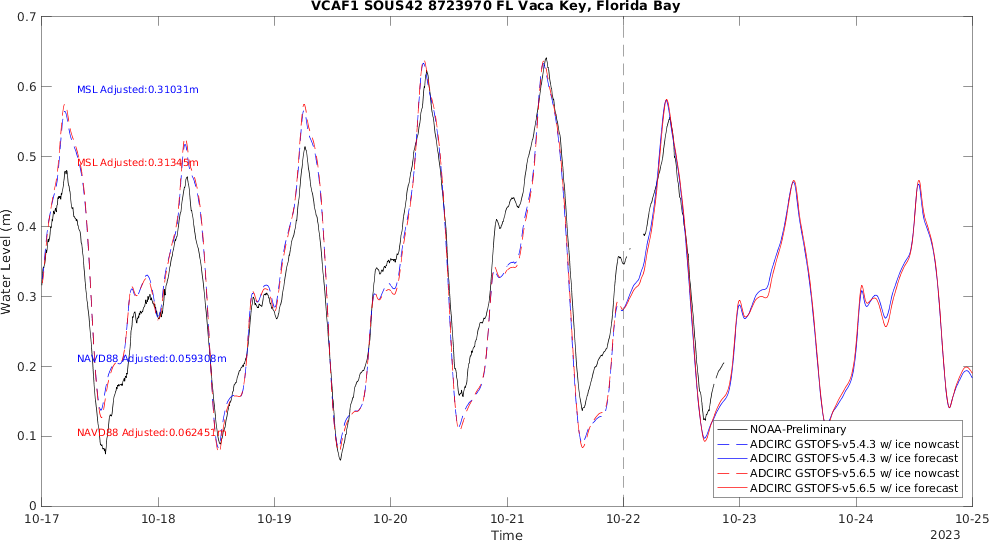 VCAF1 SOUS42 8723970 FL Vaca Key, Florida Bay
Water Level (m)
0.7
0.6
0.5
0.4
0.3
0.2
0.1
0
MSL Adjusted:0.31031m
MSL Adjusted:0.31345m
NAVD88 Adjusted:0.059308m
NAVD88 Adjusted:0.062451m
NOAA-Preliminary
ADCIRC GSTOFS-v5.4.3 w/ ice nowcast
ADCIRC GSTOFS-v5.4.3 w/ ice forecast
ADCIRC GSTOFS-v5.6.5 w/ ice nowcast
ADCIRC GSTOFS-v5.6.5 w/ ice forecast
10-17 10-18 10-19 10-20 10-21 10-22 10-23 10-24 10-25
Time
2023